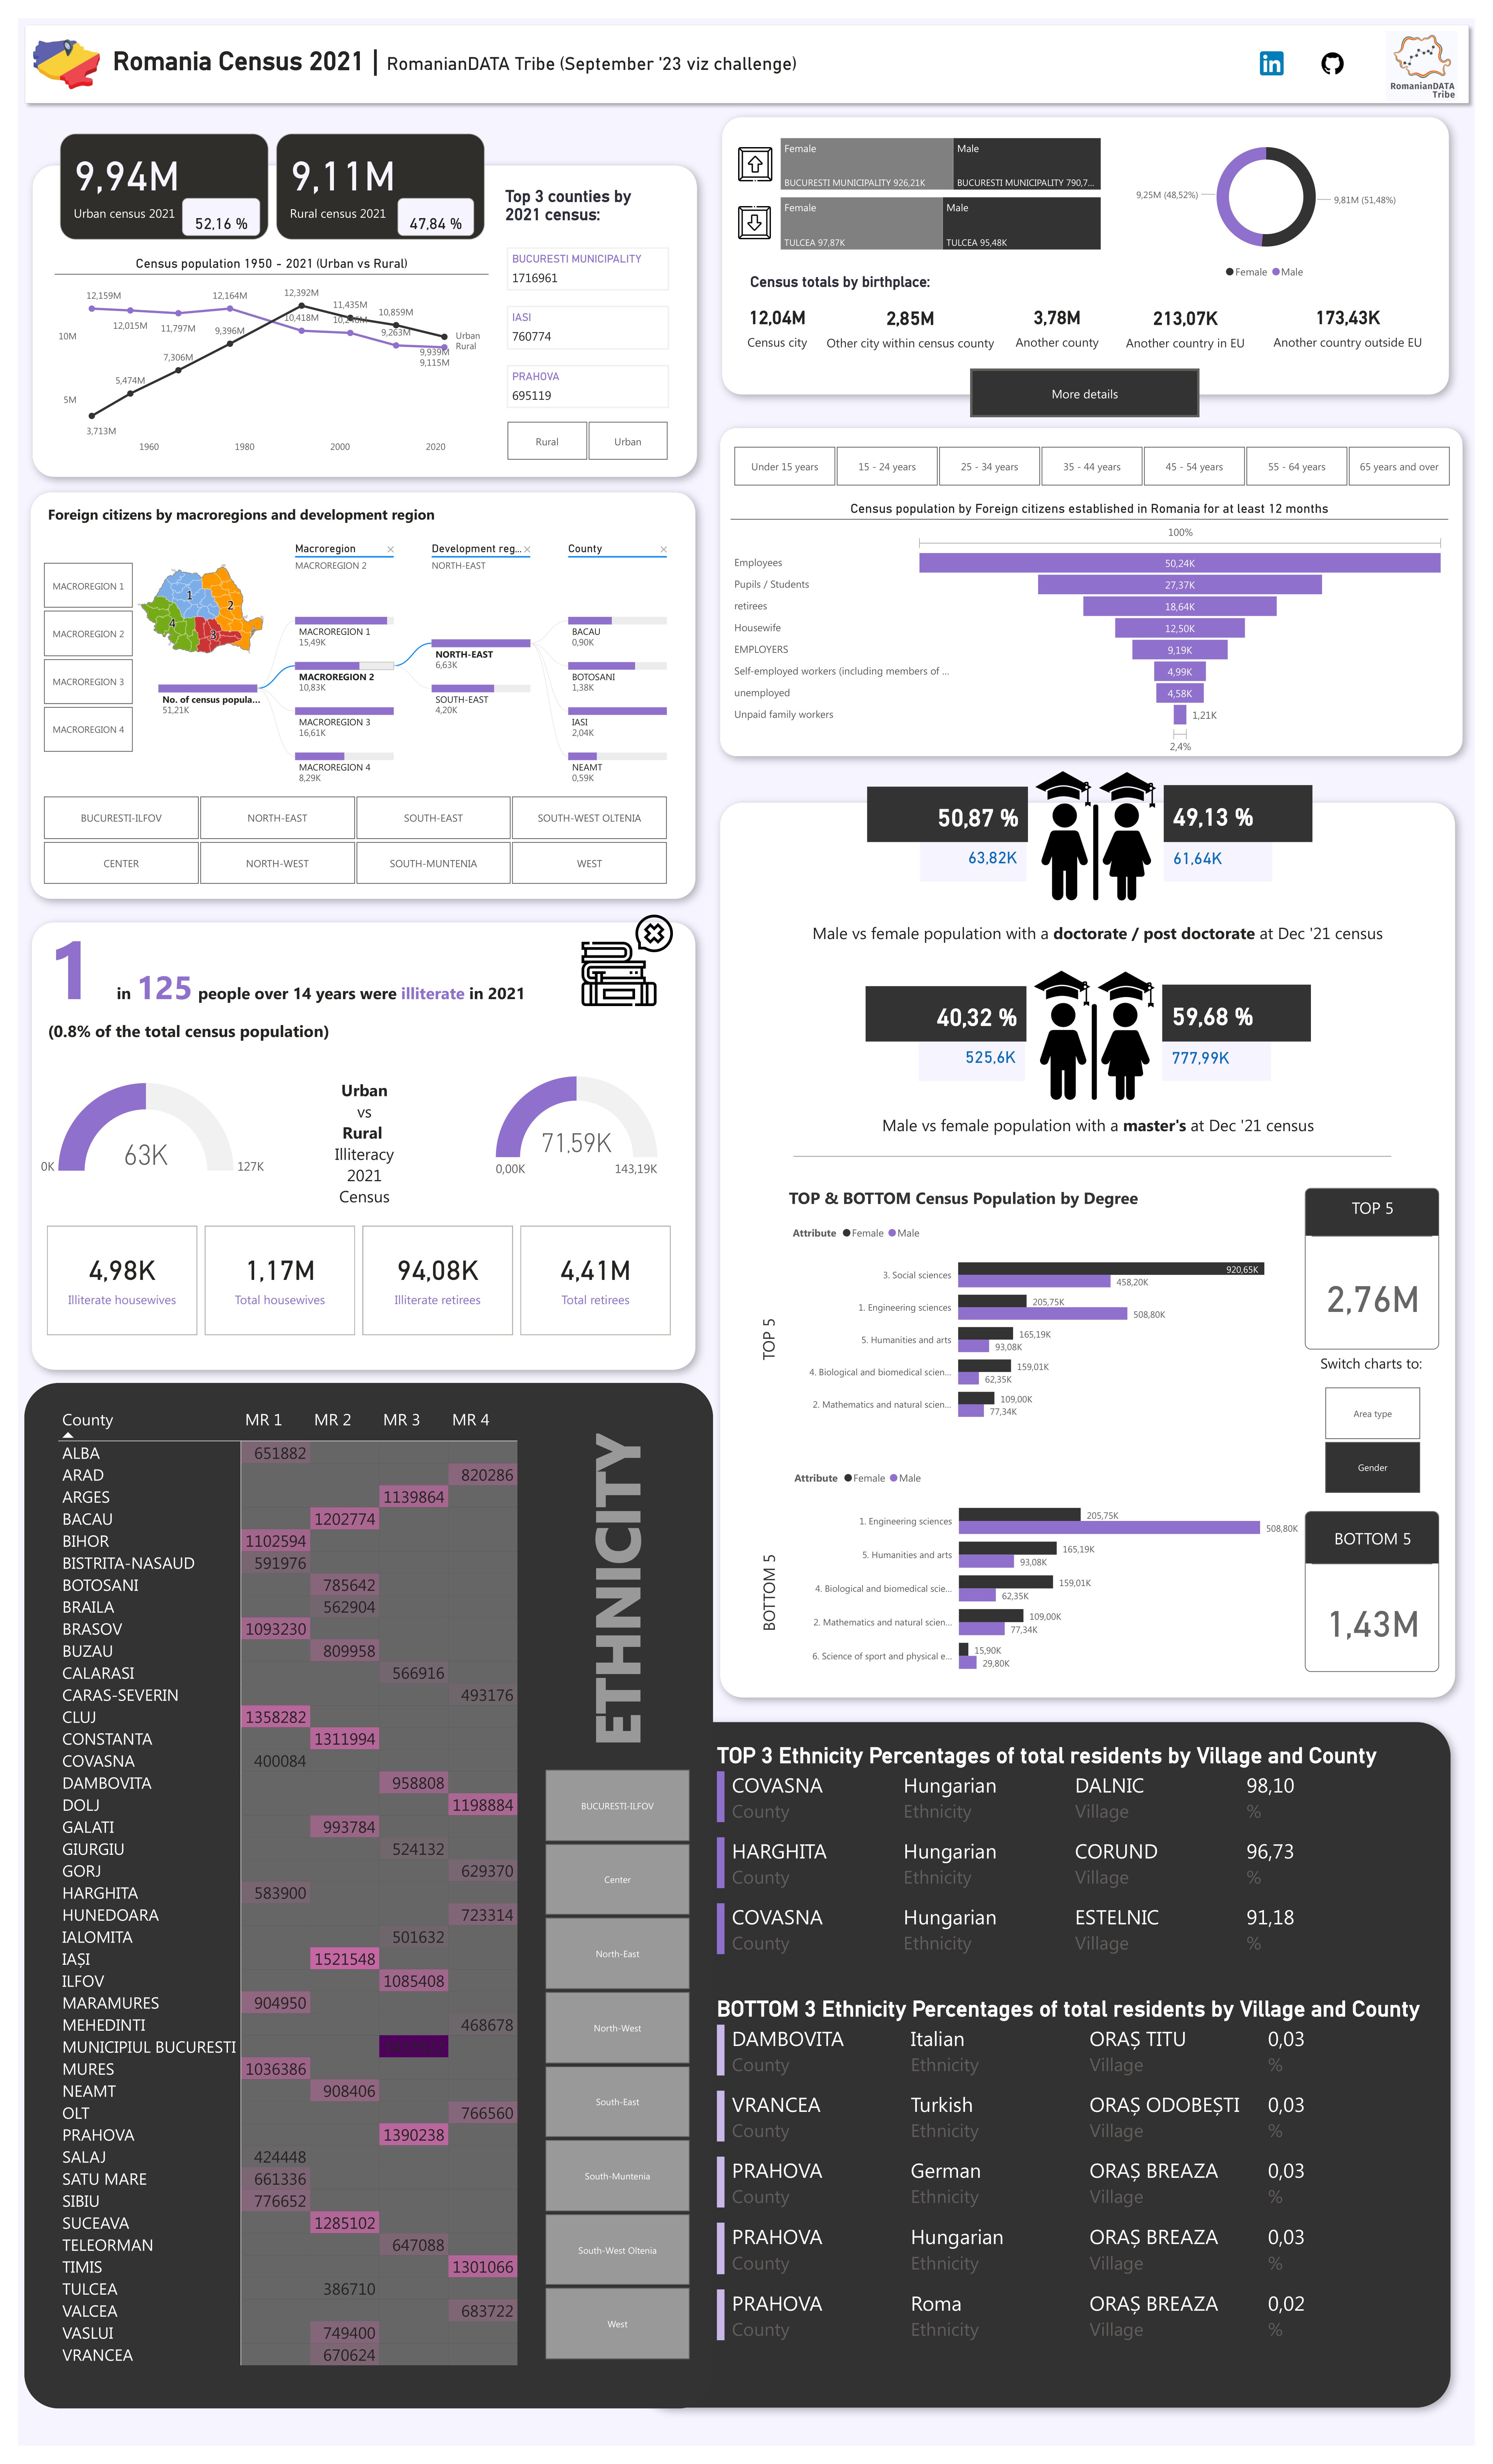 Romania Census 2021 | RomanianDATA Tribe (September '23 viz challenge)
RomanianDATA
Tribe
9,94M
Urban census 2021
52,16 %
9,11M
Rural census 2021
47,84 %
Top 3 counties by
2021 census:
BUCURESTI MUNICIPALITY
1716961
IASI
760774
PRAHOVA
695119
Rural
Urban
Census population 1950 - 2021 (Urban vs Rural)
12,159M
12,015M
11,797M
12,164M
9,396M
7,306M
5,474M
3,713M
12,392M
10,418M
11,435M
10,859M
9,263M
9,939M
9,115M
Urban
Rural
10M
5M
1960
1980
2000
2020
Female
BUCURESTI MUNICIPALITY 926,21K
Male
BUCURESTI MUNICIPALITY 790,7...
Female
TULCEA 97,87K
Male
TULCEA 95,48K
9,25M (48,52%)
9,81M (51,48%)
Female Male
Census totals by birthplace:
12,04M
Census city
2,85M
Other city within census county
3,78M
Another county
213,07K
Another country in EU
173,43K
Another country outside EU
More details
Under 15 years
15 - 24 years
25 - 34 years
35 - 44 years
45 - 54 years
55 - 64 years
65 years and over
Census population by Foreign citizens established in Romania for at least 12 months
100%
Employees 50,24K
Pupils / Students 27,37K
retirees 18,64K
Housewife 12,50K
EMPLOYERS 9,19K
Self-employed workers (including members of ... 4,99K
unemployed 4,58K
Unpaid family workers 1,21K
2,4%
Foreign citizens by macroregions and development region
MACROREGION 1
MACROREGION 2
MACROREGION 3
MACROREGION 4
1
2
3
4
Macroregion
MACROREGION 2
Development reg...
NORTH-EAST
County
No. of census popula...
51,21K
MACROREGION 1
15,49K
MACROREGION 2
10,83K
MACROREGION 3
16,61K
MACROREGION 4
8,29K
NORTH-EAST
6,63K
SOUTH-EAST
4,20K
BACAU
0,90K
BOTOSANI
1,38K
IASI
2,04K
NEAMT
0,59K
BUCURESTI-ILFOV
NORTH-EAST
SOUTH-EAST
SOUTH-WEST OLTENIA
CENTER
NORTH-WEST
SOUTH-MUNTENIA
WEST
1 in 125 people over 14 years were illiterate in 2021
(0.8% of the total census population)
63K
0K
127K
Urban
vs
Rural
Illiteracy
2021
Census
71,59K
0,00K
143,19K
4,98K
Illiterate housewives
1,17M
Total housewives
94,08K
Illiterate retirees
4,41M
Total retirees
50,87 %
63,82K
49,13 %
61,64K
Male vs female population with a doctorate / post doctorate at Dec '21 census
40,32 %
525,6K
59,68 %
777,99K
Male vs female population with a master's at Dec '21 census
TOP & BOTTOM Census Population by Degree
Attribute Female Male
TOP 5
3. Social sciences 920,65K 458,20K
1. Engineering sciences 205,75K 508,80K
5. Humanities and arts 165,19K 93,08K
4. Biological and biomedical scien... 159,01K 62,35K
2. Mathematics and natural scien... 109,00K 77,34K
TOP 5
2,76M
Switch charts to:
Area type
Gender
Attribute Female Male
BOTTOM 5
1. Engineering sciences 205,75K 508,80K
5. Humanities and arts 165,19K 93,08K
4. Biological and biomedical scie... 159,01K 62,35K
2. Mathematics and natural scien... 109,00K 77,34K
6. Science of sport and physical e... 15,90K 29,80K
BOTTOM 5
1,43M
County MR 1 MR 2 MR 3 MR 4
ALBA 651882
ARAD 820286
ARGES 1139864
BACAU 1202774
BIHOR 1102594
BISTRITA-NASAUD 591976
BOTOSANI 785642
BRAILA 562904
BRASOV 1093230
BUZAU 809958
CALARASI 566916
CARAS-SEVERIN 493176
CLUJ 1358282
CONSTANTA 1311994
COVASNA 400084
DAMBOVITA 958808
DOLJ 1198884
GALATI 993784
GIURGIU 524132
GORJ 629370
HARGHITA 583900
HUNEDOARA 723314
IALOMITA 501632
IAȘI 1521548
ILFOV 1085408
MARAMURES 904950
MEHEDINTI 468678
MUNICIPIUL BUCURESTI
MURES 1036386
NEAMT 908406
OLT 766560
PRAHOVA 1390238
SALAJ 424448
SATU MARE 661336
SIBIU 776652
SUCEAVA 1285102
TELEORMAN 647088
TIMIS 1301066
TULCEA 386710
VALCEA 683722
VASLUI 749400
VRANCEA 670624
ETHNICITY
BUCURESTI-ILFOV
Center
North-East
North-West
South-East
South-Muntenia
South-West Oltenia
West
TOP 3 Ethnicity Percentages of total residents by Village and County
COVASNA Hungarian DALNIC 98,10
County Ethnicity Village %
HARGHITA Hungarian CORUND 96,73
County Ethnicity Village %
COVASNA Hungarian ESTELNIC 91,18
County Ethnicity Village %
BOTTOM 3 Ethnicity Percentages of total residents by Village and County
DAMBOVITA Italian ORAȘ TITU 0,03
County Ethnicity Village %
VRANCEA Turkish ORAȘ ODOBEȘTI 0,03
County Ethnicity Village %
PRAHOVA German ORAȘ BREAZA 0,03
County Ethnicity Village %
PRAHOVA Hungarian ORAȘ BREAZA 0,03
County Ethnicity Village %
PRAHOVA Roma ORAȘ BREAZA 0,02
County Ethnicity Village %